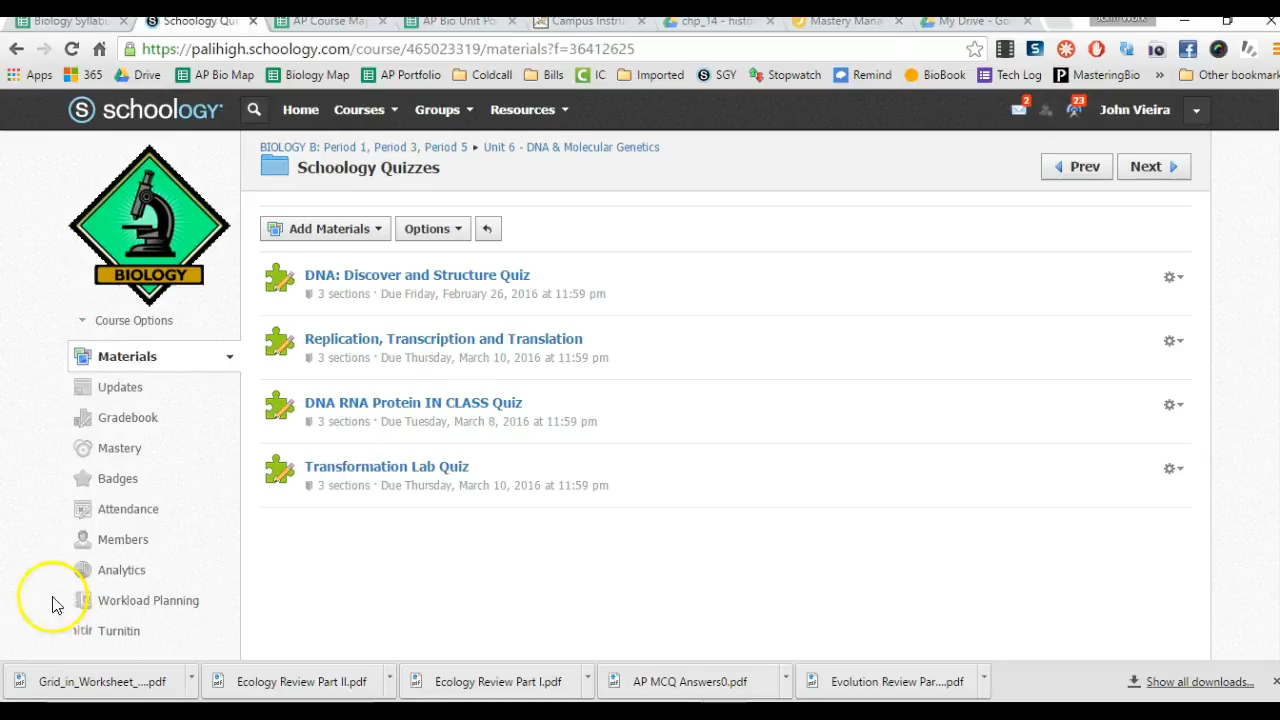 Biology Syllab
Schoology Qui
AP Course Ma
AP Bio Unit Po
Campus Instru
chp_14 - histo
Mastery Mana
My Drive - Go
John Work
https://palihigh.schoology.com/course/465023319/materials?f=36412625
Apps 365 Drive AP Bio Map Biology Map AP Portfolio Coldcall Bills IC Imported SGY Stopwatch Remind BioBook Tech Log MasteringBio » Other bookmark
schoology Home Courses Groups Resources 2 23 John Vieira
BIOLOGY B: Period 1, Period 3, Period 5 ▸ Unit 6 - DNA & Molecular Genetics
Schoology Quizzes
Prev Next
BIOLOGY
Course Options
Materials
Updates
Gradebook
Mastery
Badges
Attendance
Members
Analytics
Workload Planning
Turnitin
Add Materials Options
DNA: Discover and Structure Quiz
3 sections · Due Friday, February 26, 2016 at 11:59 pm
Replication, Transcription and Translation
3 sections · Due Thursday, March 10, 2016 at 11:59 pm
DNA RNA Protein IN CLASS Quiz
3 sections · Due Tuesday, March 8, 2016 at 11:59 pm
Transformation Lab Quiz
3 sections · Due Thursday, March 10, 2016 at 11:59 pm
Grid_in_Worksheet_....pdf
Ecology Review Part II.pdf
Ecology Review Part I.pdf
AP MCQ Answers0.pdf
Evolution Review Par....pdf
Show all downloads...